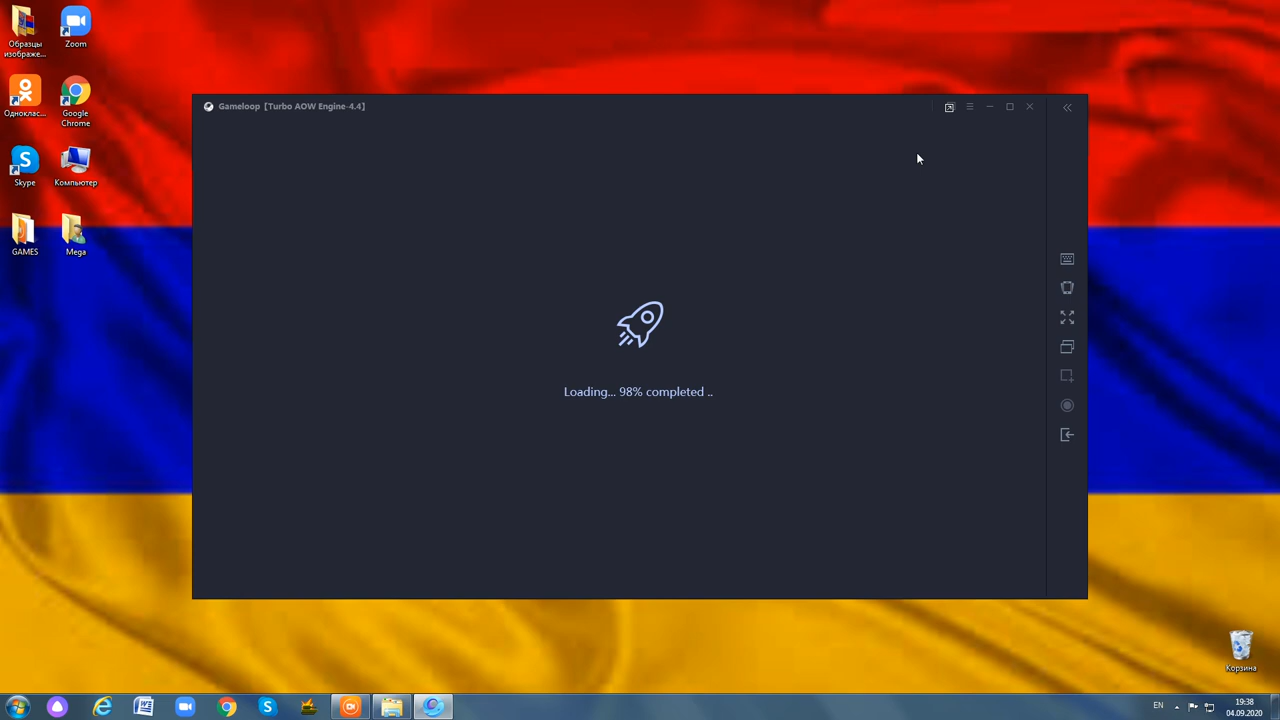 Образцы
изображе...
Zoom
Одноклас...
Google
Chrome
Skype
Компьютер
GAMES
Mega
Gameloop【Turbo AOW Engine-4.4】
Loading... 98% completed ..
Корзина
EN
19:38
04.09.2020